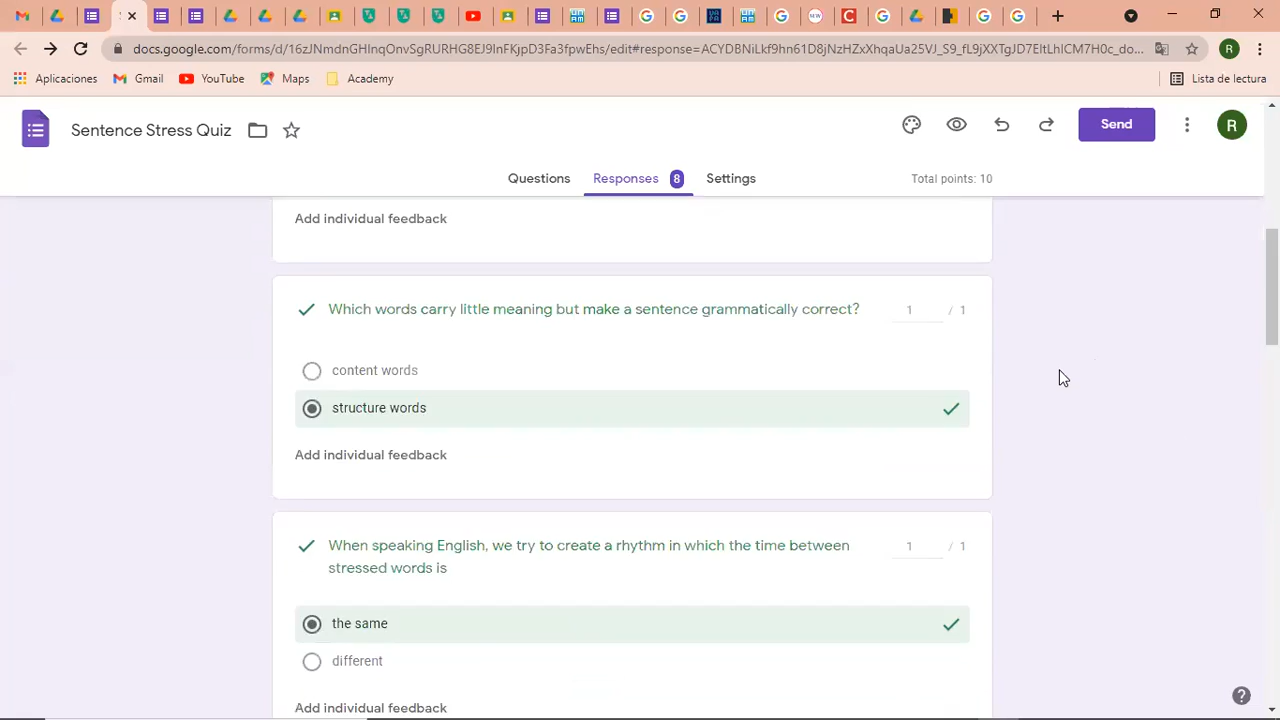 docs.google.com/forms/d/16zJNmdnGHlnqOnvSgRURHG8EJ9InFKjpD3Fa3fpwEhs/edit#response=ACYDBNiLkf9hn61D8jNzHZxXhqaUa25VJ_S9_fL9jXXTgJD7EltLhlCM7H0c_do...
R
Aplicaciones Gmail YouTube Maps Academy Lista de lectura
Sentence Stress Quiz Send R
Questions Responses 8 Settings Total points: 10
Add individual feedback
Which words carry little meaning but make a sentence grammatically correct? 1 / 1
content words
structure words
Add individual feedback
When speaking English, we try to create a rhythm in which the time between 1 / 1
stressed words is
the same
different
Add individual feedback